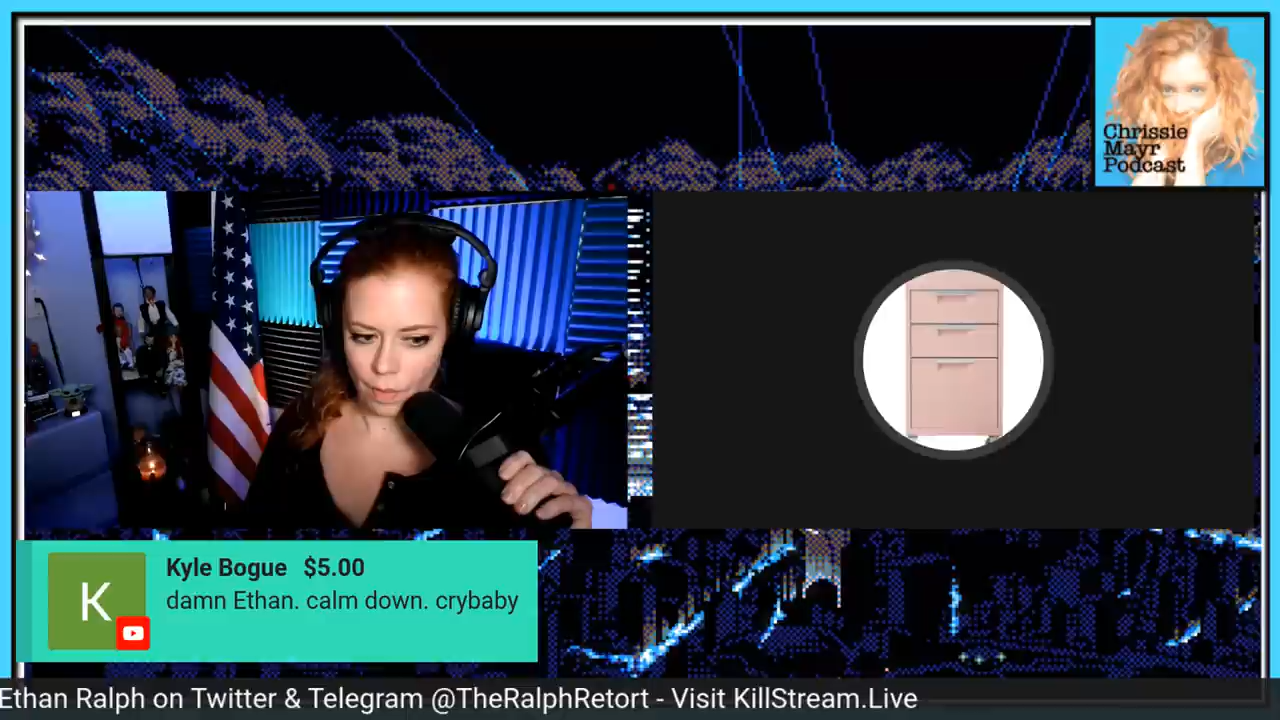 Chrissie
Mayr
Podcast
K
Kyle Bogue $5.00
damn Ethan. calm down. crybaby
Ethan Ralph on Twitter & Telegram @TheRalphRetort - Visit KillStream.Live